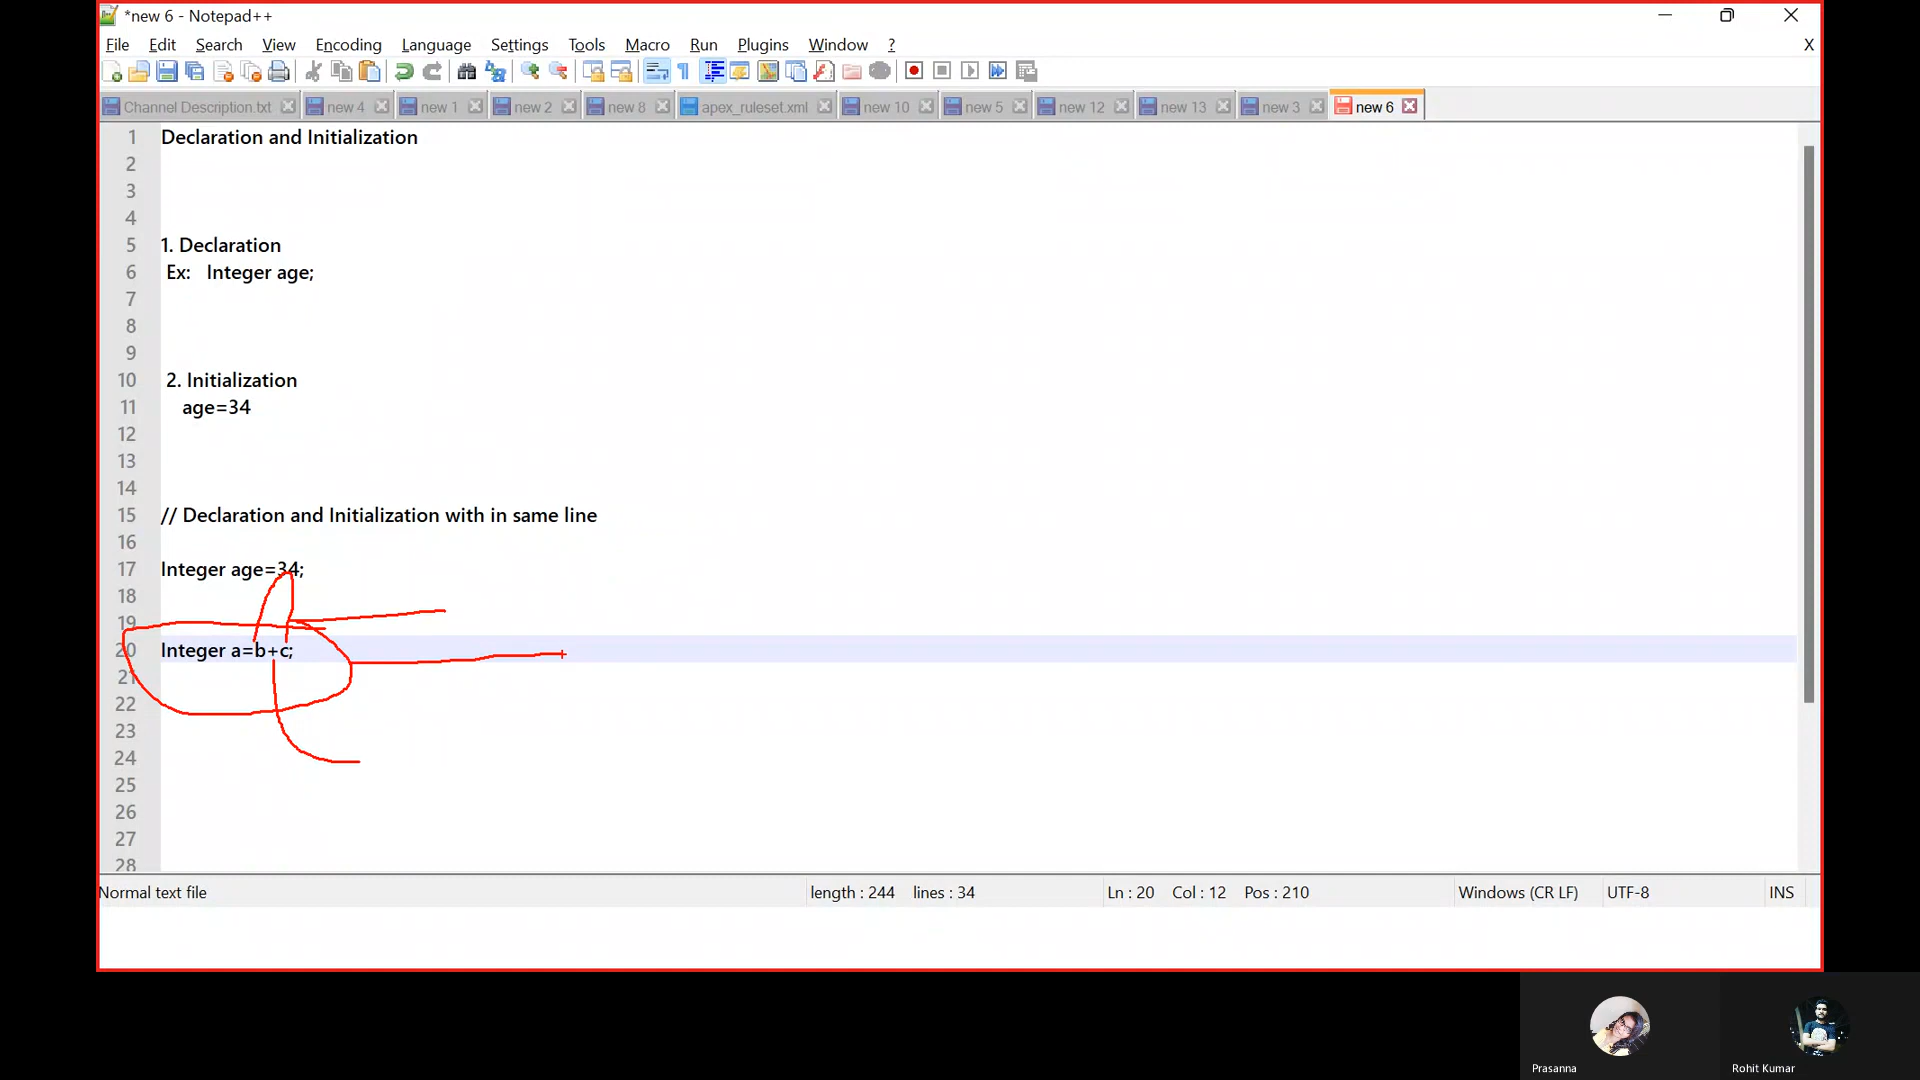 *new 6 - Notepad++
File Edit Search View Encoding Language Settings Tools Macro Run Plugins Window ? X
Channel Description.txt new 4 new 1 new 2 new 8 apex_ruleset.xml new 10 new 5 new 12 new 13 new 3 new 6
1 Declaration and Initialization
2
3
4
5 1. Declaration
6 Ex: Integer age;
7
8
9
10 2. Initialization
11 age=34
12
13
14
15 // Declaration and Initialization with in same line
16
17 Integer age=34;
18
19
20 Integer a=b+c;
21
22
23
24
25
26
27
28
Normal text file length : 244 lines : 34 Ln : 20 Col : 12 Pos : 210 Windows (CR LF) UTF-8 INS
Prasanna Rohit Kumar